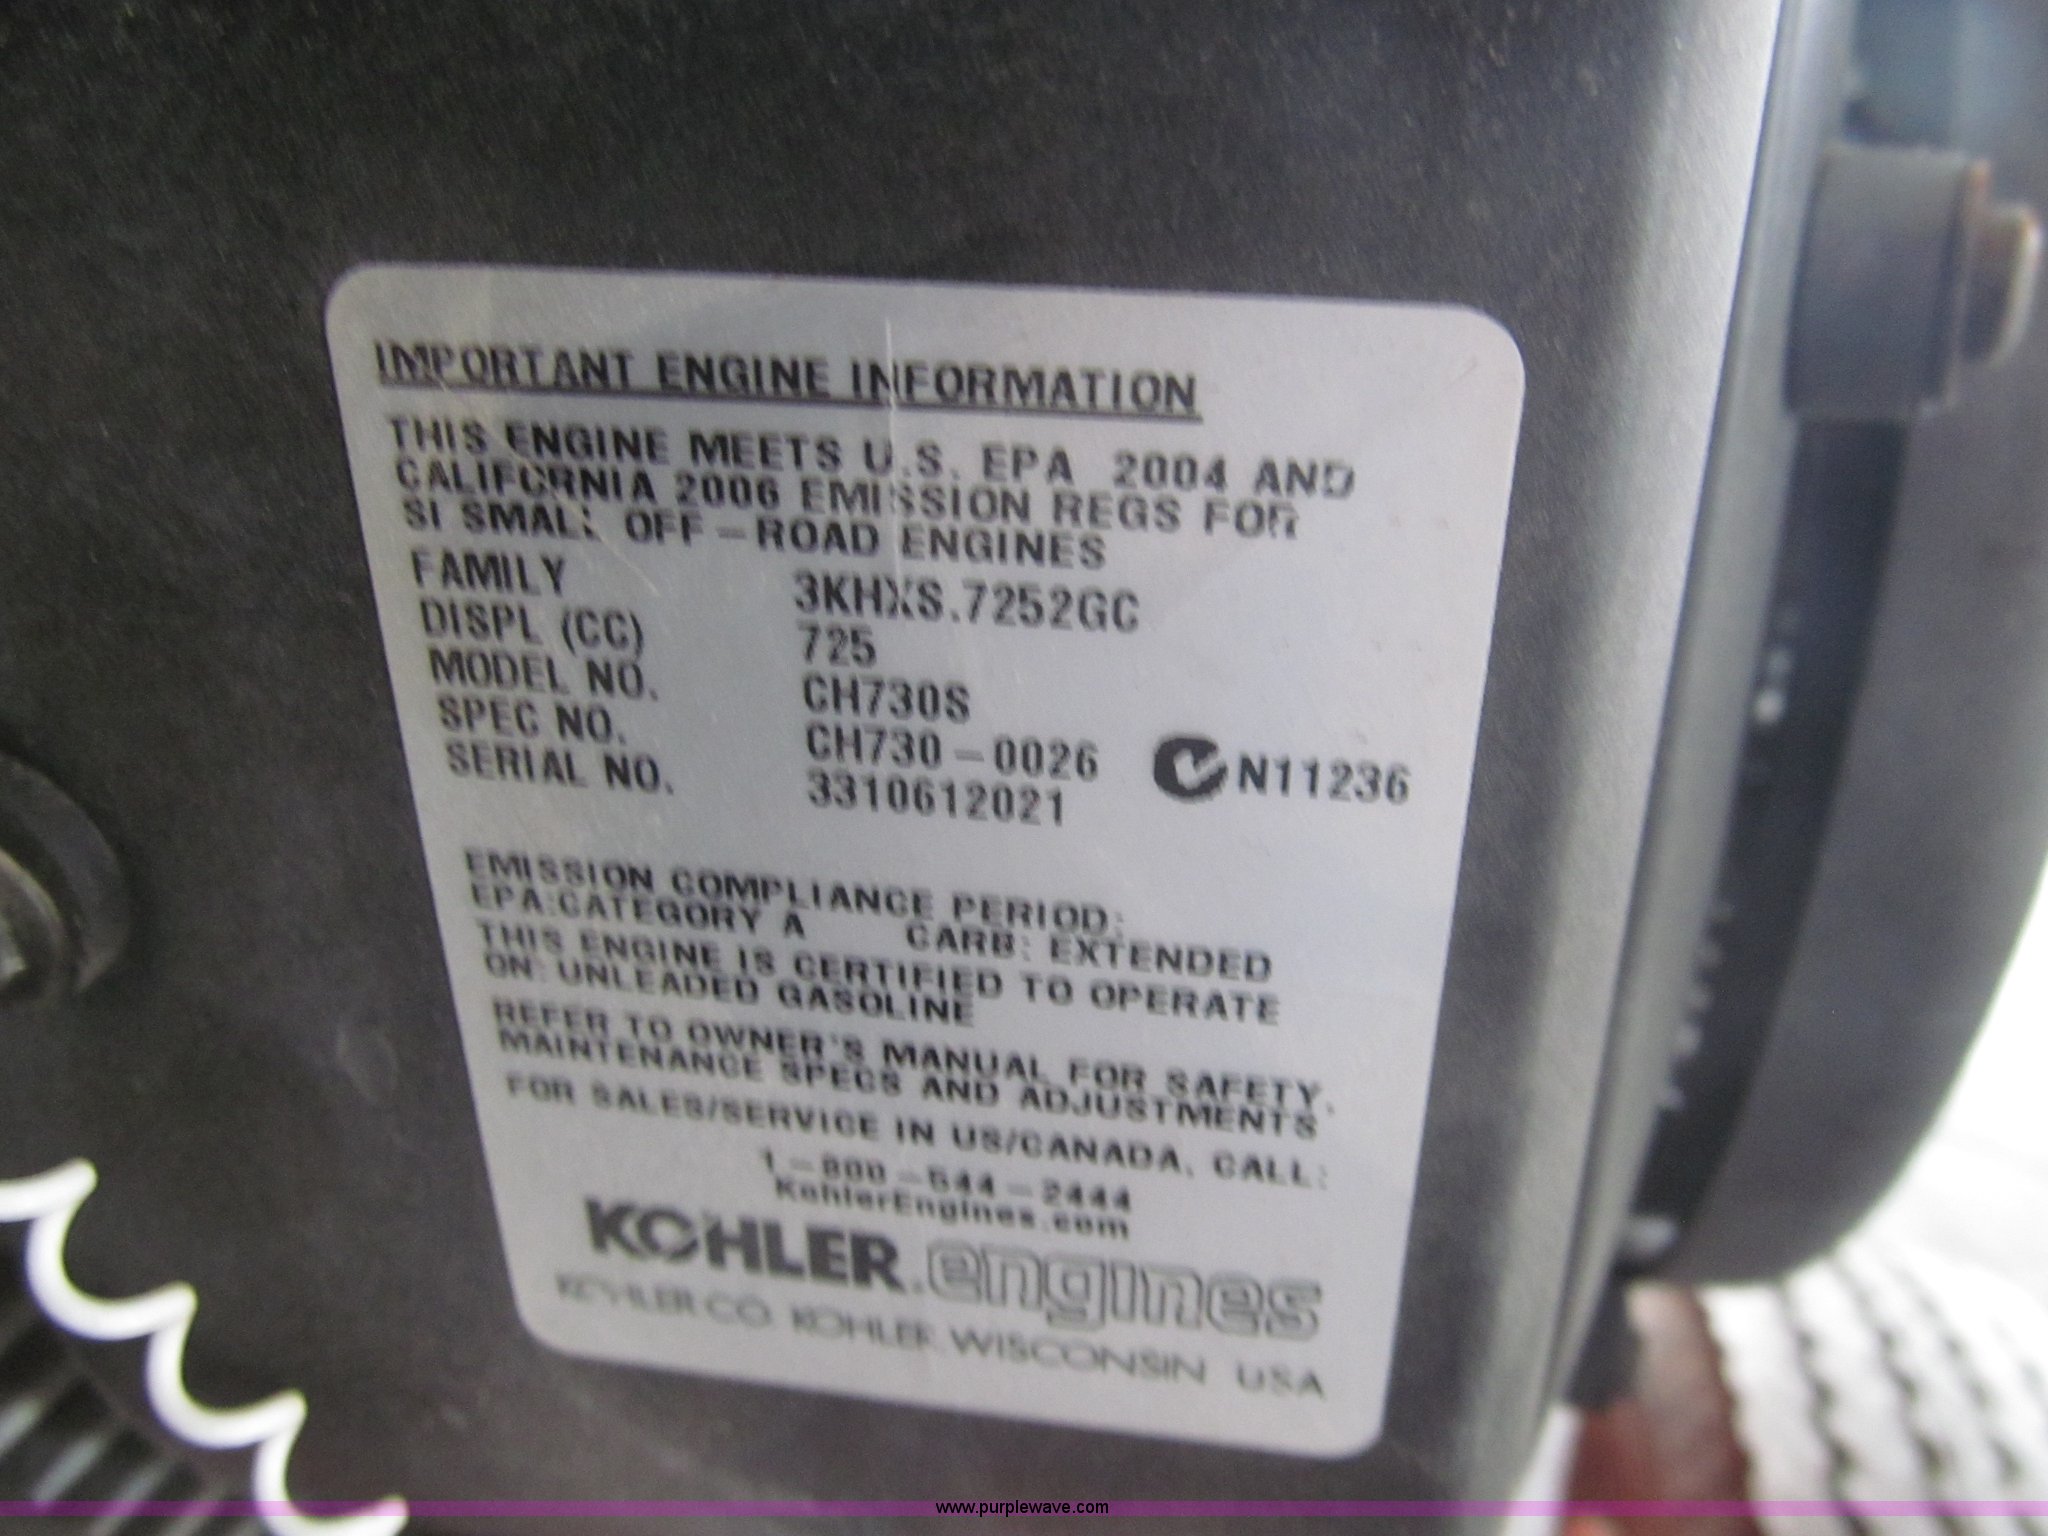 IMPORTANT ENGINE INFORMATION
THIS ENGINE MEETS U.S. EPA 2004 AND
CALIFORNIA 2006 EMISSION REGS FOR
SI SMALL OFF-ROAD ENGINES
FAMILY 3KHXS.7252GC
DISPL (CC) 725
MODEL NO. CH730S
SPEC NO. CH730-0026 N11236
SERIAL NO. 3310612021
EMISSION COMPLIANCE PERIOD:
EPA:CATEGORY A CARB: EXTENDED
THIS ENGINE IS CERTIFIED TO OPERATE
ON: UNLEADED GASOLINE
REFER TO OWNER'S MANUAL FOR SAFETY,
MAINTENANCE SPECS AND ADJUSTMENTS
FOR SALES/SERVICE IN US/CANADA, CALL:
1-800-544-2444
KohlerEngines.com
KOHLER engines
KOHLER CO. KOHLER, WISCONSIN USA
www.purplewave.com